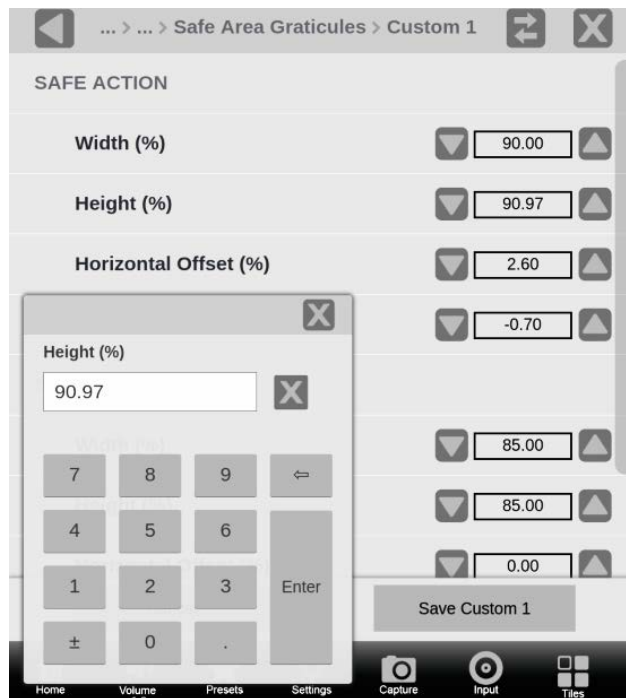 ... > ... > Safe Area Graticules > Custom 1
SAFE ACTION
Width (%) 90.00
Height (%) 90.97
Horizontal Offset (%) 2.60
-0.70
Height (%)
90.97
Width (%) 85.00
7 8 9 ⇦
85.00
4 5 6
0.00
1 2 3 Enter
Save Custom 1
± 0 .
Home Volume Presets Settings Capture Input Tiles